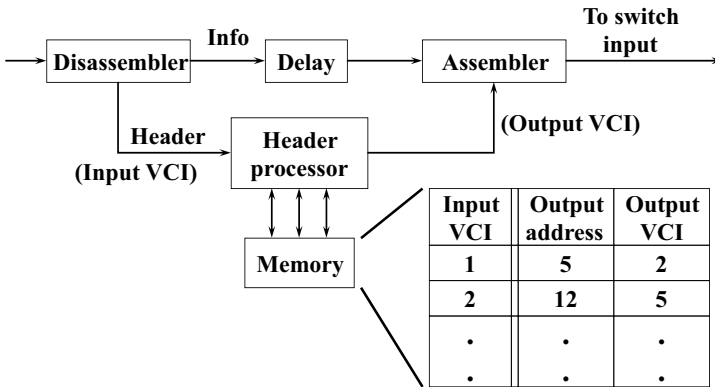 To switch
input
Info
Disassembler
Delay
Assembler
Header
(Input VCI)
Header
processor
(Output VCI)
Memory
Input
VCI
Output
address
Output
VCI
1 5 2
2 12 5
. . .
. . .